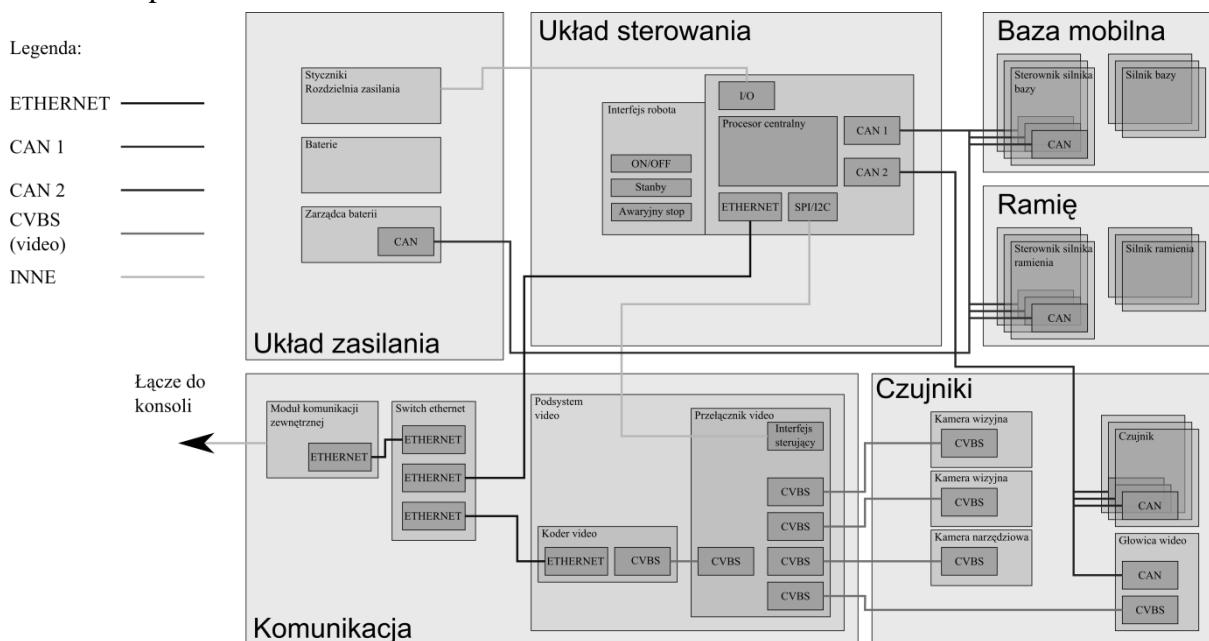 Legenda:
ETHERNET
CAN 1
CAN 2
CVBS
(video)
INNE
Łącze do
konsoli
Styczniki
Rozdzielnia zasilania
Baterie
Zarządca baterii
CAN
Układ zasilania
Układ sterowania
Interfejs robota
ON/OFF
Stanby
Awaryjny stop
I/O
Procesor centralny
CAN 1
CAN 2
ETHERNET
SPI/I2C
Baza mobilna
Sterownik silnika
bazy
CAN
Silnik bazy
Ramię
Sterownik silnika
ramienia
CAN
Silnik ramienia
Moduł komunikacji
zewnętrznej
ETHERNET
Switch ethernet
ETHERNET
ETHERNET
ETHERNET
Podsystem
video
Koder video
ETHERNET
CVBS
Przełącznik video
Interfejs
sterujący
CVBS
CVBS
CVBS
CVBS
CVBS
Komunikacja
Czujniki
Kamera wizyjna
CVBS
Kamera wizyjna
CVBS
Kamera narzędziowa
CVBS
Czujnik
CAN
Głowica wideo
CAN
CVBS